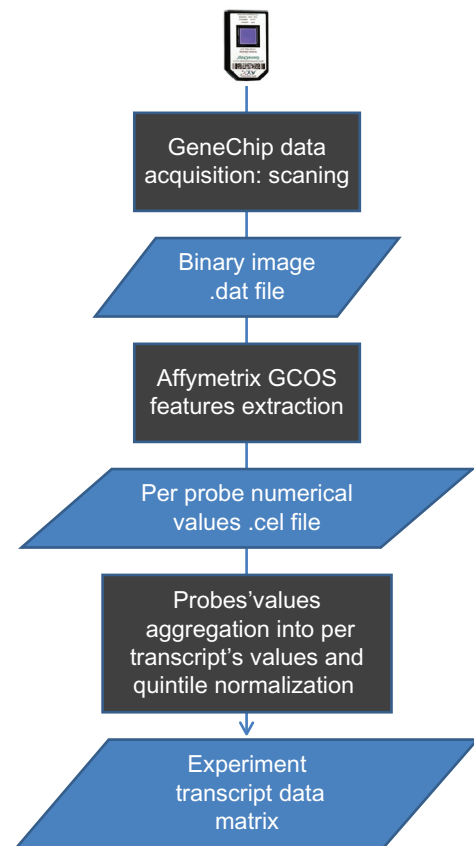 GeneChip data
acquisition: scaning
Binary image
.dat file
Affymetrix GCOS
features extraction
Per probe numerical
values .cel file
Probes’values
aggregation into per
transcript’s values and
quintile normalization
Experiment
transcript data
matrix